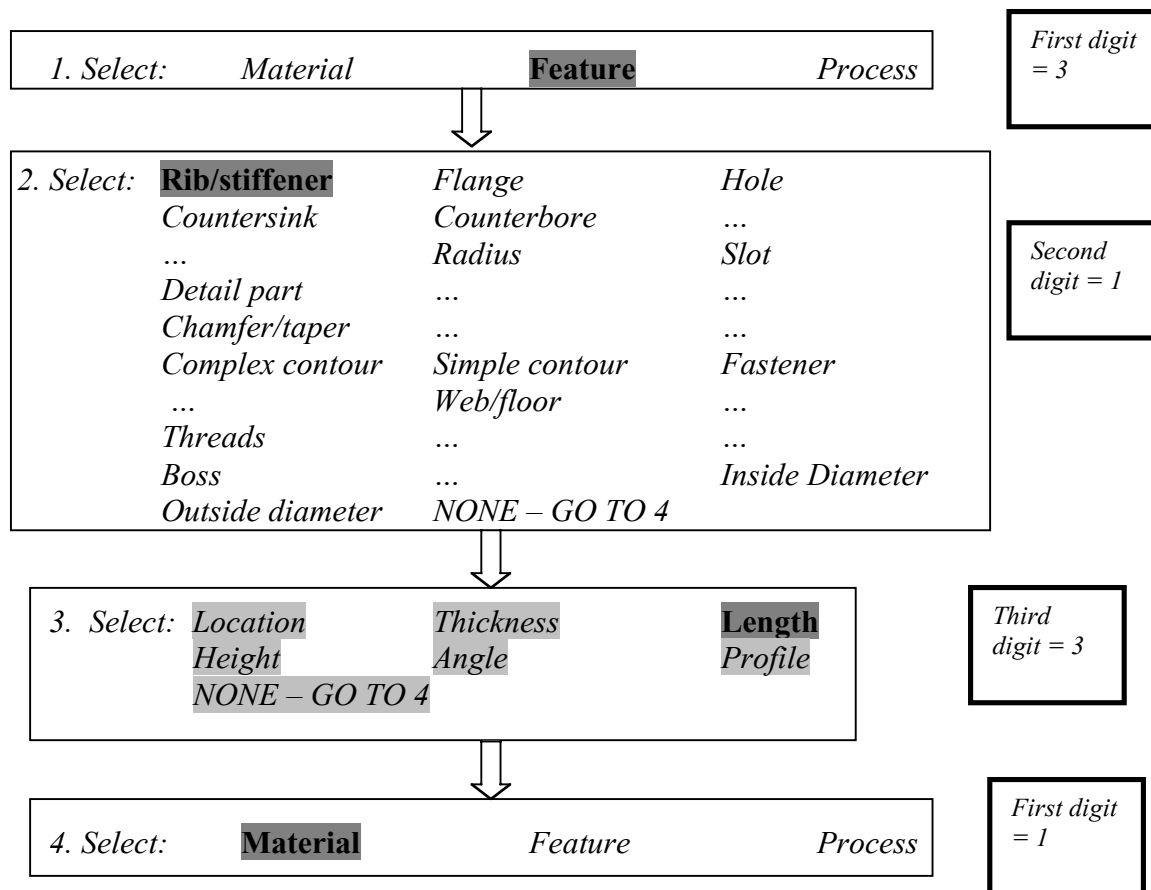 First digit
= 3
1. Select: Material Feature Process
2. Select: Rib/stiffener Flange Hole
Countersink Counterbore …
… Radius Slot
Detail part … …
Chamfer/taper … …
Complex contour Simple contour Fastener
… Web/floor …
Threads … …
Boss … Inside Diameter
Outside diameter NONE – GO TO 4
Second
digit = 1
3. Select: Location Thickness Length
Height Angle Profile
NONE – GO TO 4
Third
digit = 3
4. Select: Material Feature Process
First digit
= 1